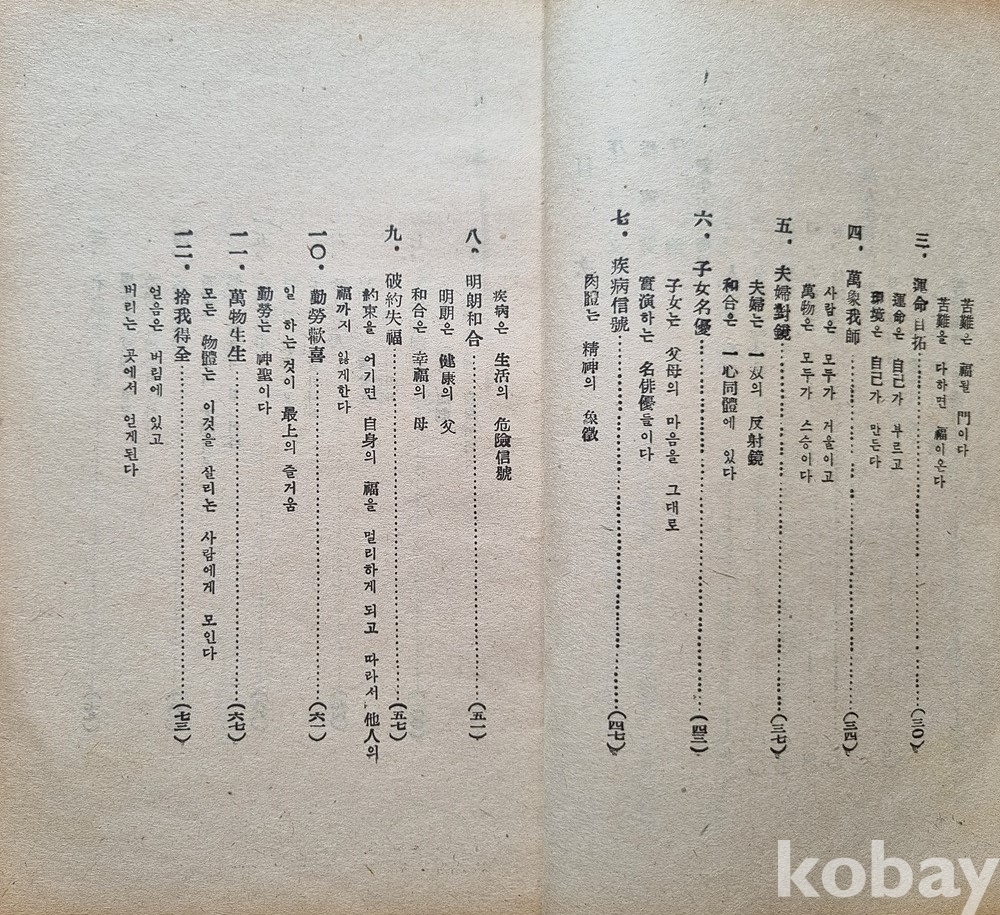 苦難은 福될 門이다
苦難을 다하면 福이온다
三. 運命自拓 (三〇)
運命은 自己가 부르고
環境은 自己가 만든다
四. 萬象我師 (三四)
사람은 모두가 거울이고
萬物은 모두가 스승이다
五. 夫婦對鏡 (三七)
夫婦는 一双의 反射鏡
和合은 一心同體에 있다
六. 子女名優 (四三)
子女는 父母의 마음을 그대로
實演하는 名俳優들이다
七. 疾病信號 (四七)
肉體는 精神의 象徵
疾病은 生活의 危險信號
八. 明朗和合 (五一)
明朗은 健康의 父
和合은 幸福의 母
九. 破約失福 (五七)
約束을 어기면 自身의 福을 멀리하게 되고 따라서 他人의
福까지 잃게한다
一〇. 勤勞歡喜 (六一)
일 하는것이 最上의 즐거움
勤勞는 神聖이다
一一. 萬物生生 (六七)
모든 物體는 이것을 살리는 사람에게 모인다
一二. 捨我得全 (七三)
얻음은 버림에 있고
버리는 곳에서 얻게된다
kobay